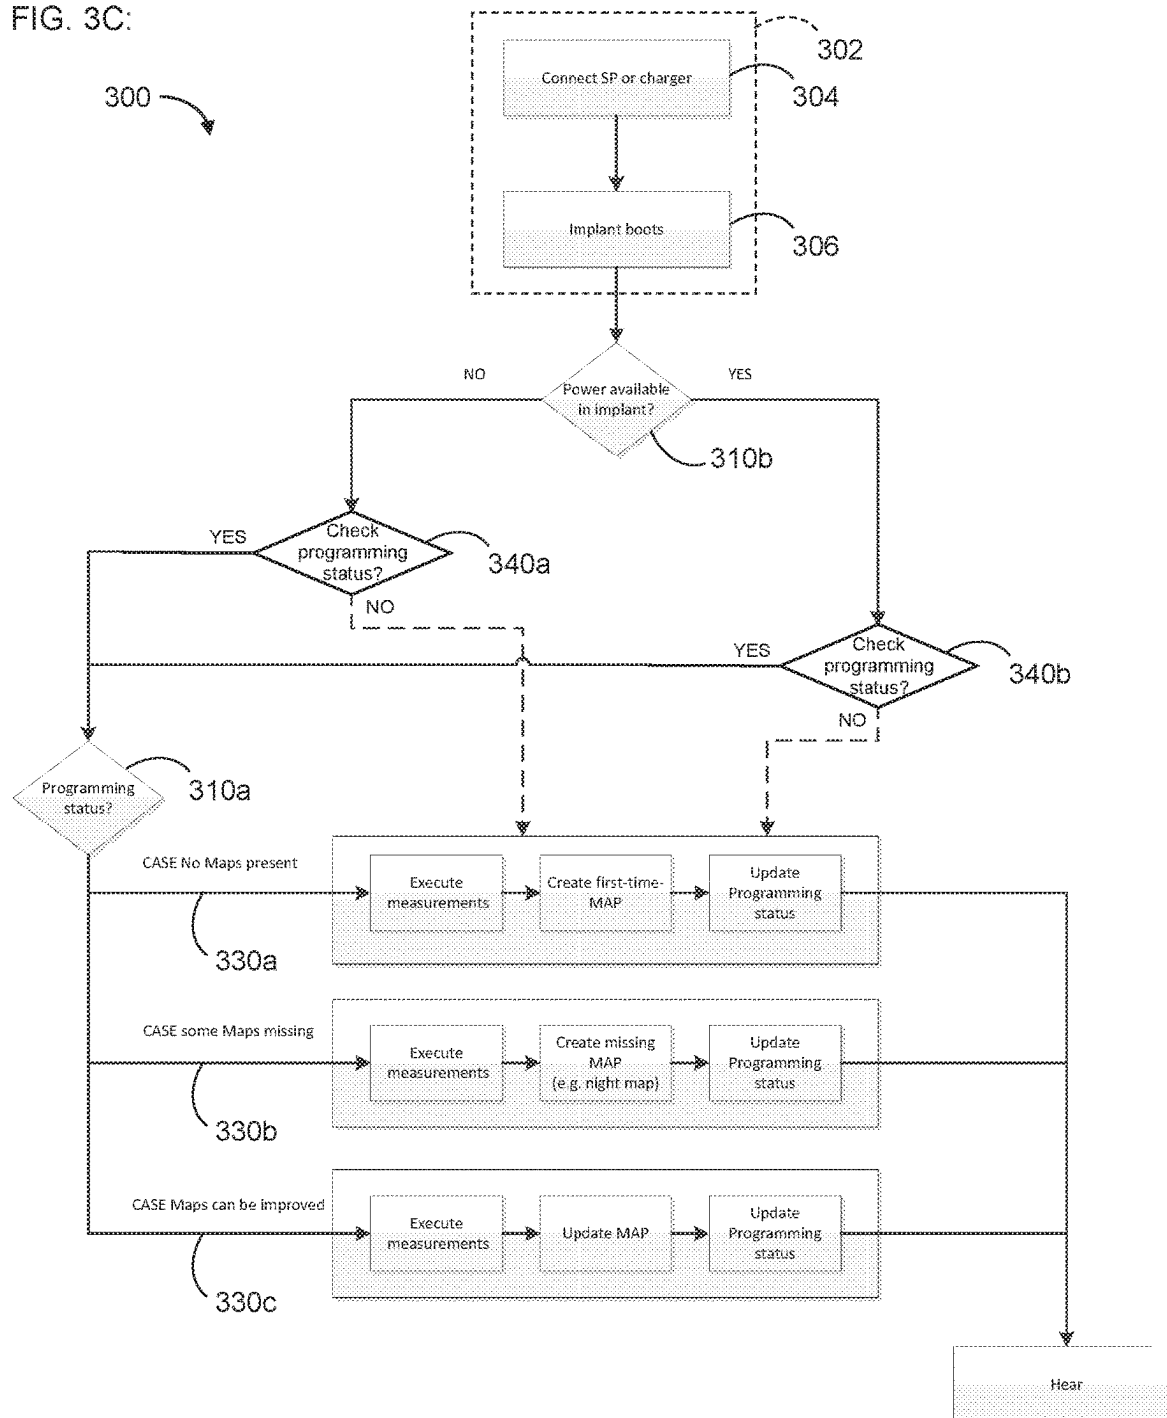 FIG. 3C:
302
Connect SP or charger
304
300
Implant boots
306
NO
YES
Power available
in implant?
310b
YES
Check
programming
status?
340a
NO
YES
Check
programming
status?
340b
NO
Programming
status?
310a
CASE No Maps present
Execute
measurements
Create first-time-
MAP
Update
Programming
status
330a
CASE some Maps missing
Execute
measurements
Create missing
MAP
(e.g. night map)
Update
Programming
status
330b
CASE Maps can be improved
Execute
measurements
Update MAP
Update
Programming
status
330c
Hear